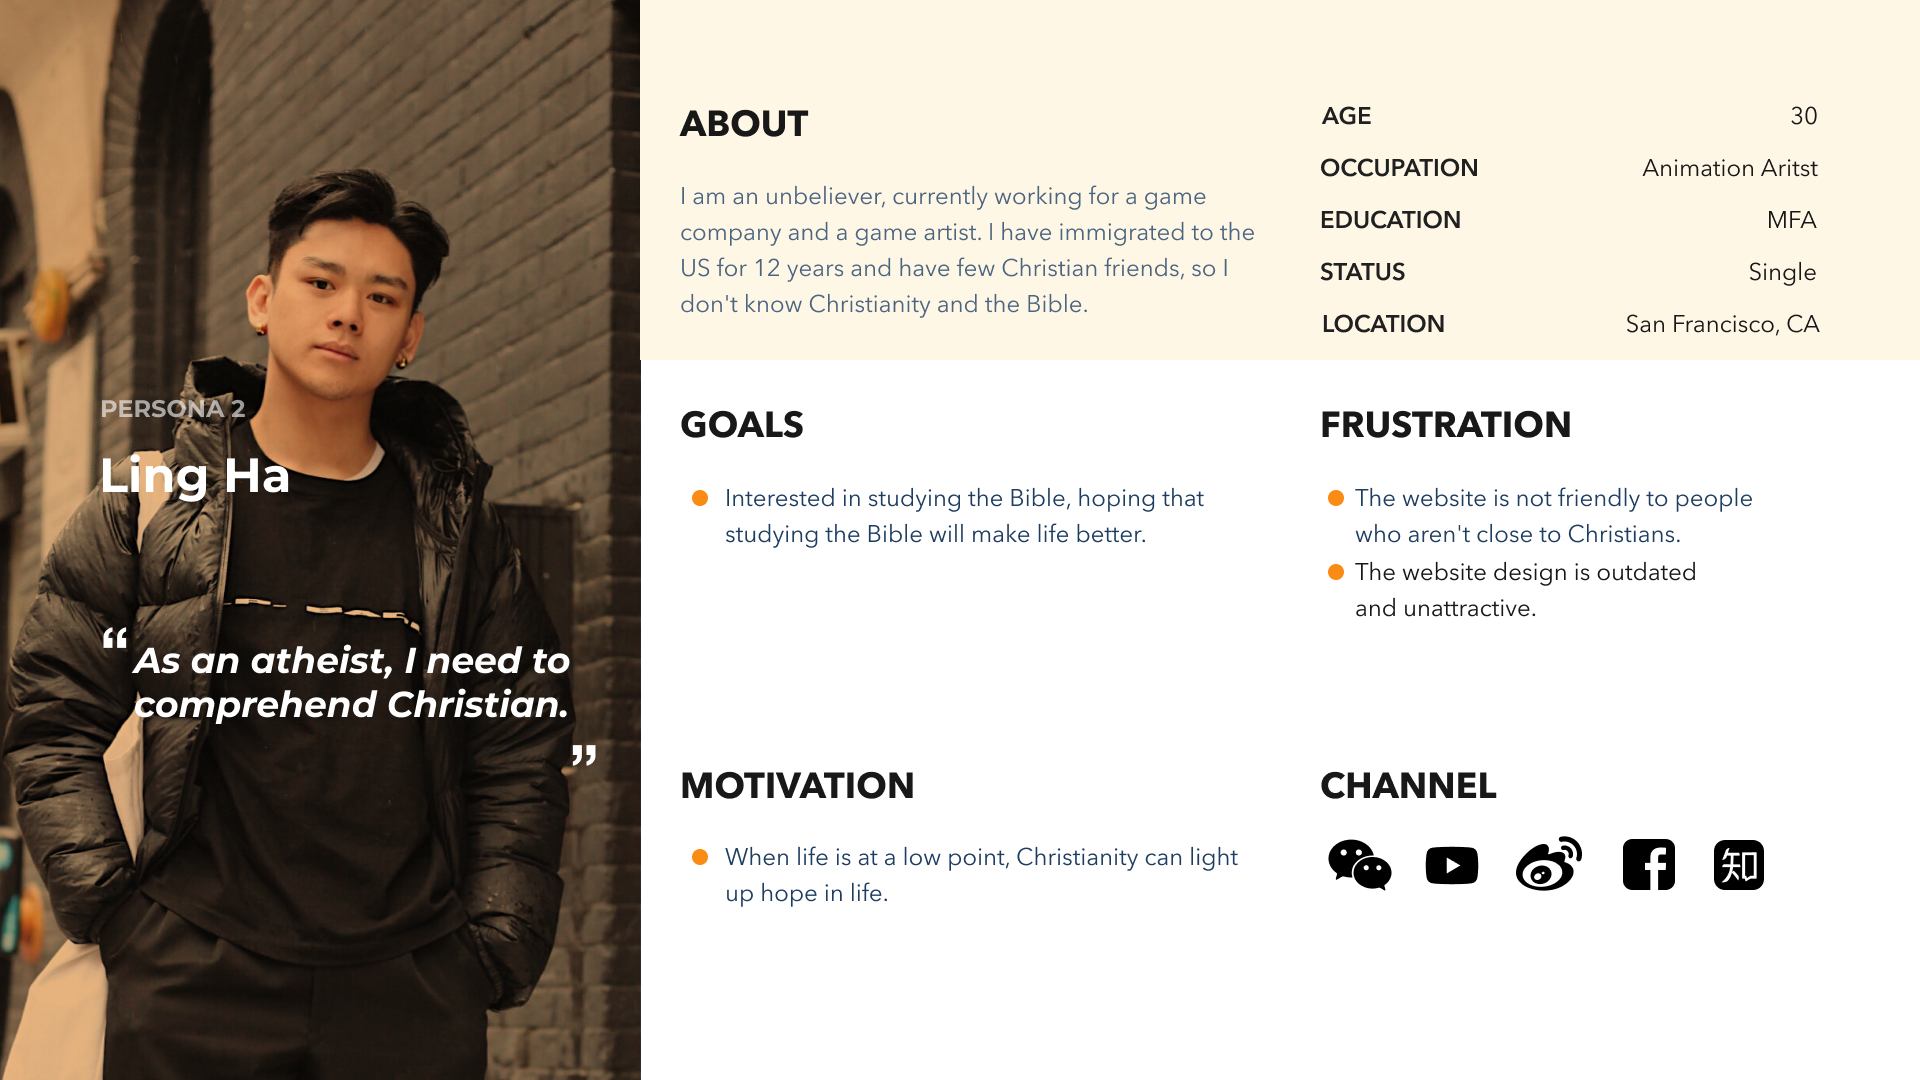 PERSONA 2
Ling Ha
“ As an atheist, I need to
comprehend Christian.
”
ABOUT
I am an unbeliever, currently working for a game
company and a game artist. I have immigrated to the
US for 12 years and have few Christian friends, so I
don't know Christianity and the Bible.
AGE 30
OCCUPATION Animation Aritst
EDUCATION MFA
STATUS Single
LOCATION San Francisco, CA
GOALS
Interested in studying the Bible, hoping that
studying the Bible will make life better.
FRUSTRATION
The website is not friendly to people
who aren't close to Christians.
The website design is outdated
and unattractive.
MOTIVATION
When life is at a low point, Christianity can light
up hope in life.
CHANNEL
知